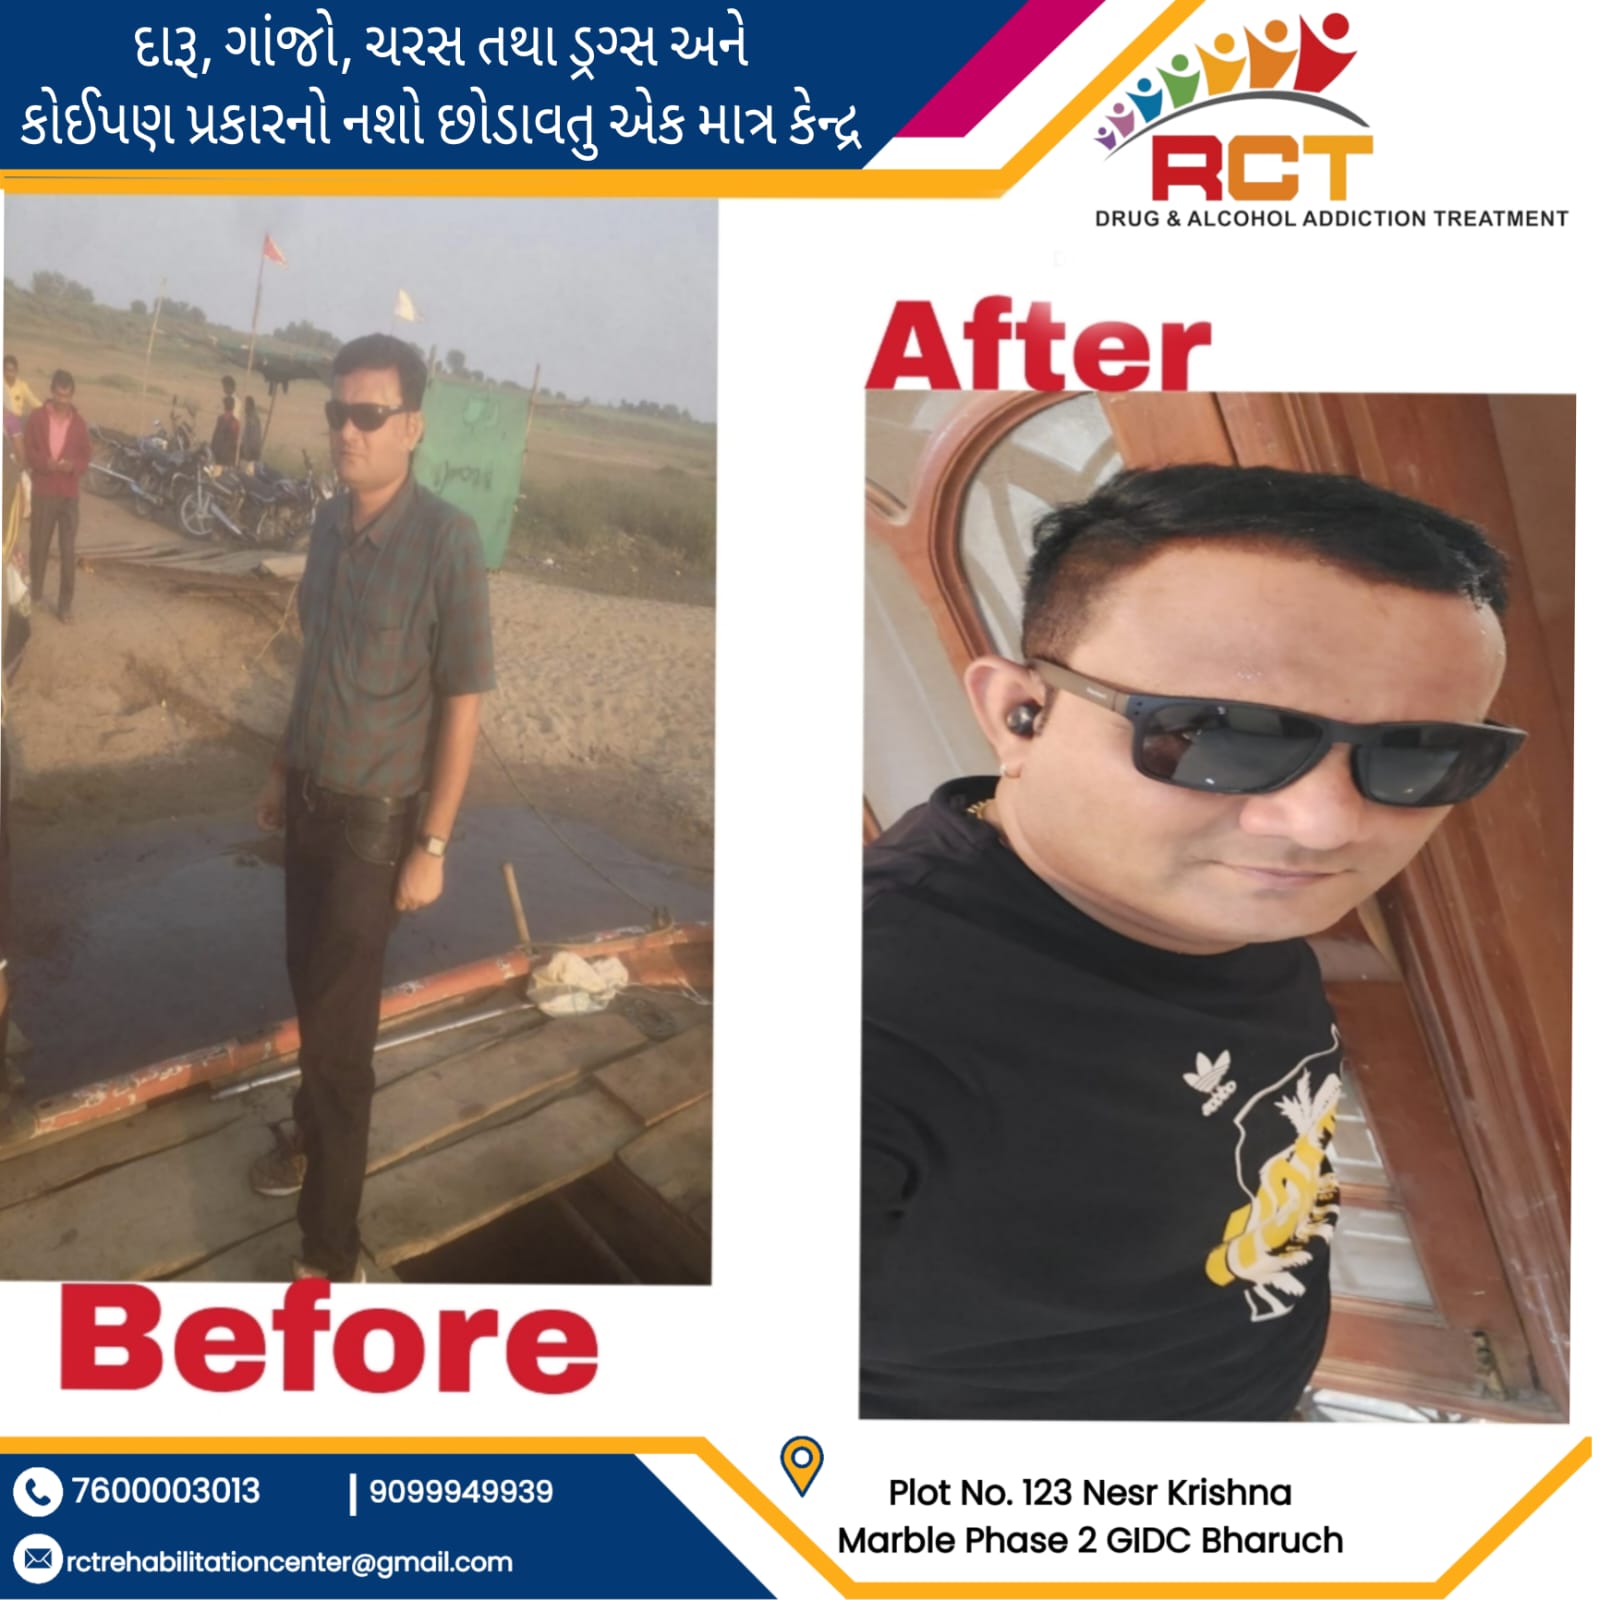 દારૂ, ગાંજો, ચરસ તથા ડ્રગ્સ અને
કોઈપણ પ્રકારનો નશો છોડાવતુ એક માત્ર કેન્દ્ર
RCT
DRUG & ALCOHOL ADDICTION TREATMENT
After
Before
7600003013 | 9099949939
rctrehabilitationcenter@gmail.com
Plot No. 123 Nesr Krishna
Marble Phase 2 GIDC Bharuch